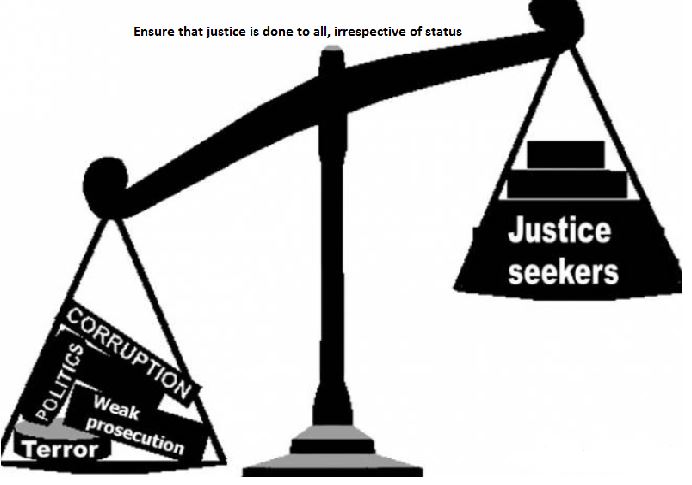 Ensure that justice is done to all, irrespective of status
Justice
seekers
CORRUPTION
POLITICS
Weak
prosecution
Terror